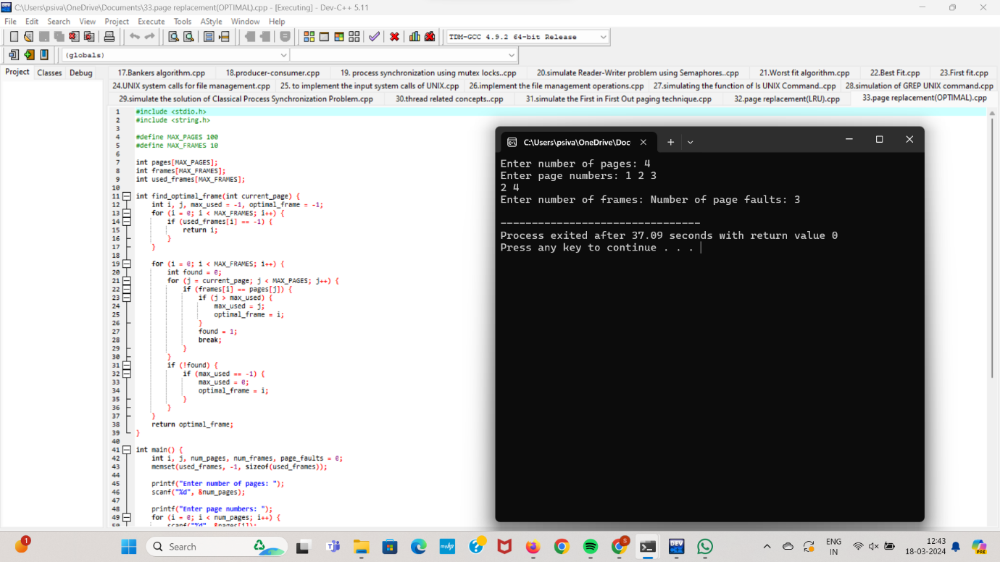 C:\Users\psiva\OneDrive\Documents\33.page replacement(OPTIMAL).cpp - [Executing] - Dev-C++ 5.11
File Edit Search View Project Execute Tools AStyle Window Help
TDM-GCC 4.9.2 64-bit Release
(globals)
Project Classes Debug
17.Bankers algorithm.cpp 18.producer-consumer.cpp 19. process synchronization using mutex locks..cpp 20.simulate Reader-Writer problem using Semaphores..cpp 21.Worst fit algorithm.cpp 22.Best Fit.cpp 23.First fit.cpp
24.UNIX system calls for file management.cpp 25. to implement the input system calls of UNIX.cpp 26.implement the file management operations.cpp 27.simulating the function of ls UNIX Command..cpp 28.simulation of GREP UNIX command.cpp
29.simulate the solution of Classical Process Synchronization Problem.cpp 30.thread related concepts..cpp 31.simulate the First in First Out paging technique.cpp 32.page replacement(LRU).cpp 33.page replacement(OPTIMAL).cpp
1 #include <stdio.h>
2 #include <string.h>
3
4 #define MAX_PAGES 100
5 #define MAX_FRAMES 10
6
7 int pages[MAX_PAGES];
8 int frames[MAX_FRAMES];
9 int used_frames[MAX_FRAMES];
10
11 int find_optimal_frame(int current_page) {
12 int i, j, max_used = -1, optimal_frame = -1;
13 for (i = 0; i < MAX_FRAMES; i++) {
14 if (used_frames[i] == -1) {
15 return i;
16 }
17 }
18
19 for (i = 0; i < MAX_FRAMES; i++) {
20 int found = 0;
21 for (j = current_page; j < MAX_PAGES; j++) {
22 if (frames[i] == pages[j]) {
23 if (j > max_used) {
24 max_used = j;
25 optimal_frame = i;
26 }
27 found = 1;
28 break;
29 }
30 }
31 if (!found) {
32 if (max_used == -1) {
33 max_used = 0;
34 optimal_frame = i;
35 }
36 }
37 }
38 return optimal_frame;
39 }
40
41 int main() {
42 int i, j, num_pages, num_frames, page_faults = 0;
43 memset(used_frames, -1, sizeof(used_frames));
44
45 printf("Enter number of pages: ");
46 scanf("%d", &num_pages);
47
48 printf("Enter page numbers: ");
49 for (i = 0; i < num_pages; i++) {
50 scanf("%d", &pages[i]);
C:\Users\psiva\OneDrive\Doc
Enter number of pages: 4
Enter page numbers: 1 2 3
2 4
Enter number of frames: Number of page faults: 3
--------------------------------
Process exited after 37.09 seconds with return value 0
Press any key to continue . . .
1
Search
myhp
S
DEV
C++
ENG
IN
12:43
18-03-2024
PRE